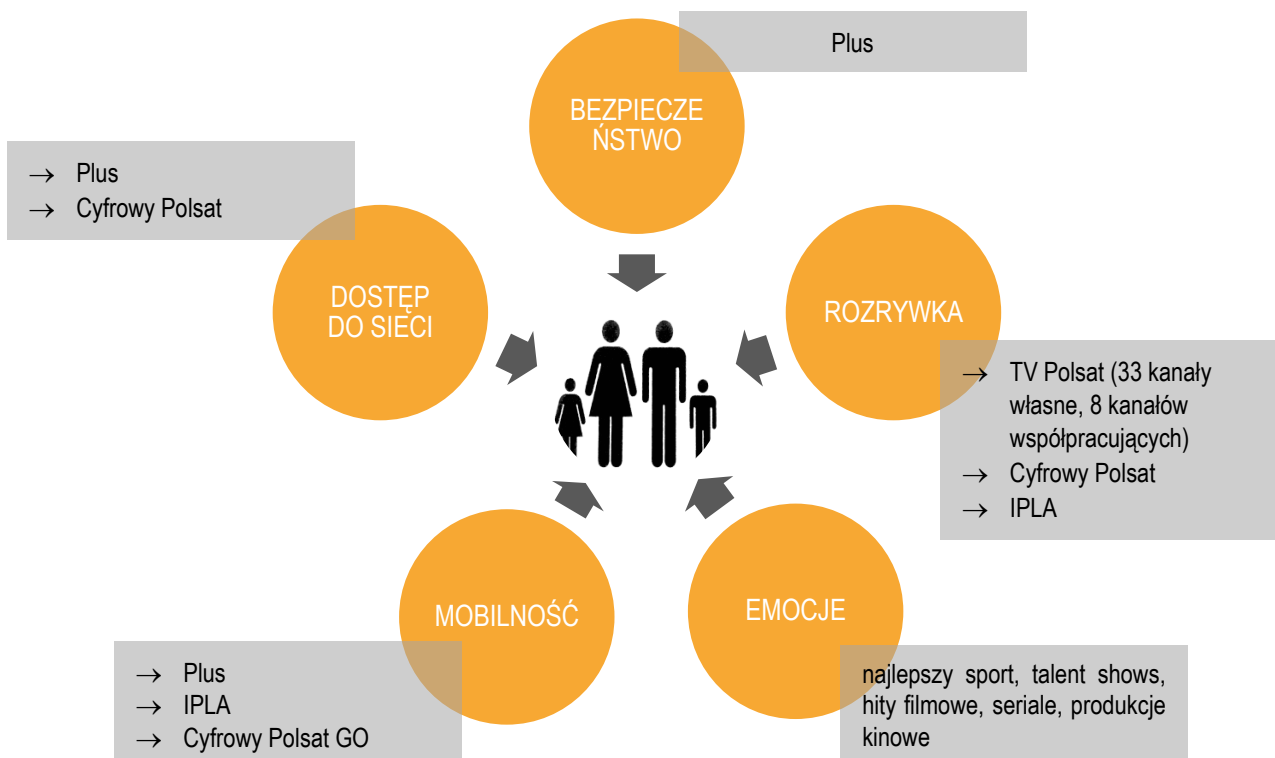 Plus
BEZPIECZE
ŃSTWO
→ Plus
→ Cyfrowy Polsat
DOSTĘP
DO SIECI
ROZRYWKA
→ TV Polsat (33 kanały
własne, 8 kanałów
współpracujących)
→ Cyfrowy Polsat
→ IPLA
MOBILNOŚĆ
→ Plus
→ IPLA
→ Cyfrowy Polsat GO
EMOCJE
najlepszy sport, talent shows,
hity filmowe, seriale, produkcje
kinowe